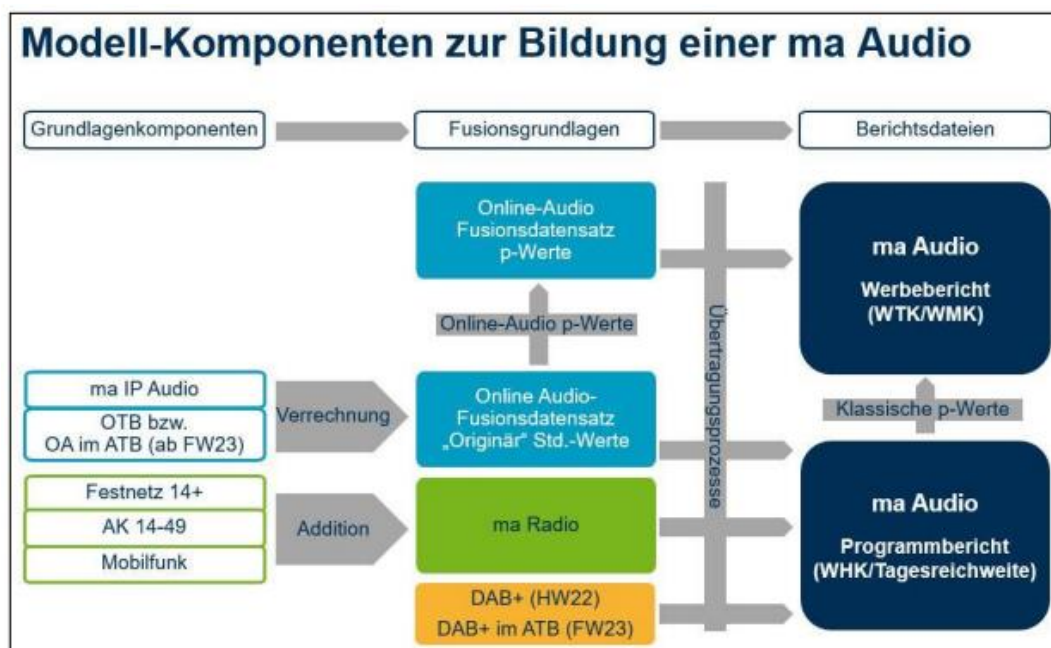 Modell-Komponenten zur Bildung einer ma Audio
Grundlagenkomponenten
Fusionsgrundlagen
Berichtsdateien
Online-Audio
Fusionsdatensatz
p-Werte
ma Audio
Werbebericht
(WTK/WMK)
Online-Audio p-Werte
Übertragungsprozesse
ma IP Audio
OTB bzw.
OA im ATB (ab FW23)
Verrechnung
Online Audio-
Fusionsdatensatz
„Originär“ Std.-Werte
Klassische p-Werte
Festnetz 14+
AK 14-49
Mobilfunk
Addition
ma Radio
ma Audio
Programmbericht
(WHK/Tagesreichweite)
DAB+ (HW22)
DAB+ im ATB (FW23)